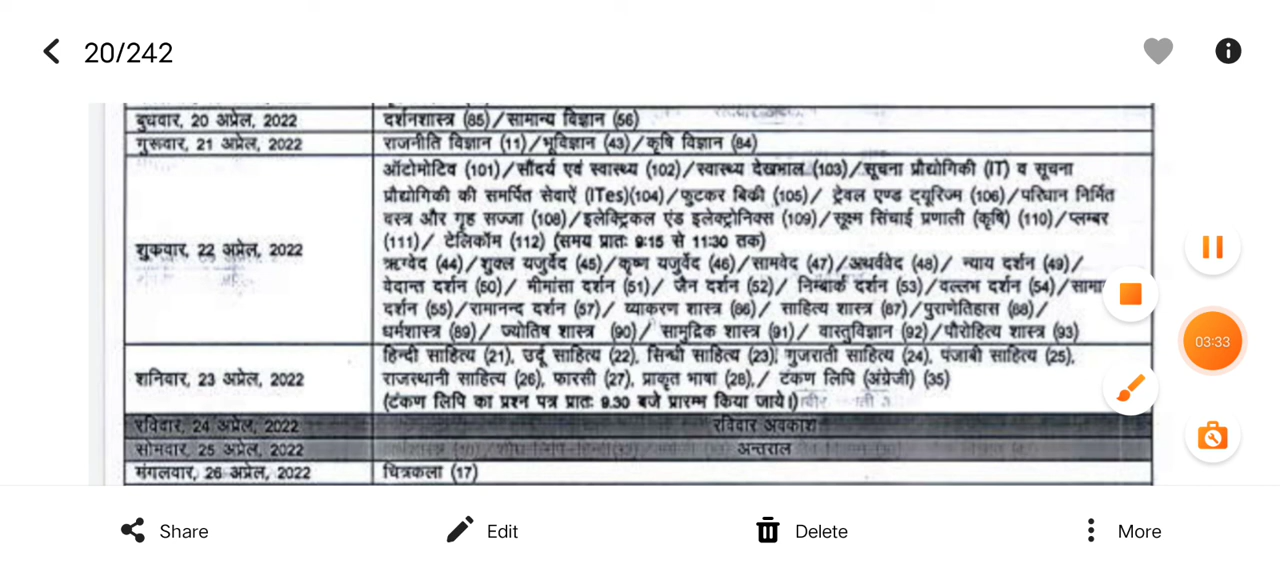 20/242
बुधवार, 20 अप्रेल, 2022 दर्शनशास्त्र (85)/सामान्य विज्ञान (56)
गुरूवार, 21 अप्रेल, 2022 राजनीति विज्ञान (11)/भूविज्ञान (43)/कृषि विज्ञान (84)
ऑटोमोटिव (101)/सौंदर्य एवं स्वास्थ्य (102)/स्वास्थ्य देखभाल (103)/सूचना प्रौद्योगिकी (IT) व सूचना
प्रौद्योगिकी की समर्पित सेवाऐं (ITes)(104)/फुटकर बिकी (105)/ ट्रेवल एण्ड ट्यूरिज्म (106)/परिधान निर्मित
वस्त्र और गृह सज्जा (108)/इलेक्ट्रिकल एंड इलेक्ट्रोनिक्स (109)/सूक्ष्म सिंचाई प्रणाली (कृषि) (110)/प्लम्बर
(111)/ टेलिकॉम (112) (समय प्रातः 9:15 से 11:30 तक)
शुक्रवार, 22 अप्रेल, 2022
ऋग्वेद (44)/शुक्ल यजुर्वेद (45)/कृष्ण यजुर्वेद (46)/सामवेद (47)/अथर्ववेद (48)/ न्याय दर्शन (49)/
वेदान्त दर्शन (50)/ मीमांसा दर्शन (51)/ जैन दर्शन (52)/ निम्बार्क दर्शन (53)/वल्लभ दर्शन (54)/सामा
दर्शन (55)/रामानन्द दर्शन (57)/ व्याकरण शास्त्र (86)/ साहित्य शास्त्र (87)/पुराणेतिहास (88)/
धर्मशास्त्र (89)/ ज्योतिष शास्त्र (90)/ सामुद्रिक शास्त्र (91)/ वास्तुविज्ञान (92)/पौरोहित्य शास्त्र (93)
हिन्दी साहित्य (21), उर्दू साहित्य (22), सिन्धी साहित्य (23), गुजराती साहित्य (24), पंजाबी साहित्य (25),
शनिवार, 23 अप्रेल, 2022 राजस्थानी साहित्य (26), फारसी (27), प्राकृत भाषा (28),/ टंकण लिपि (अंग्रेजी) (35)
(टंकण लिपि का प्रश्न पत्र प्रातः 9.30 बजे प्रारम्भ किया जाये।)
रविवार, 24 अप्रेल, 2022 रविवार अवकाश
सोमवार, 25 अप्रेल, 2022 अन्तराल
मंगलवार, 26 अप्रेल, 2022 चित्रकला (17)
03:33
Share Edit Delete More